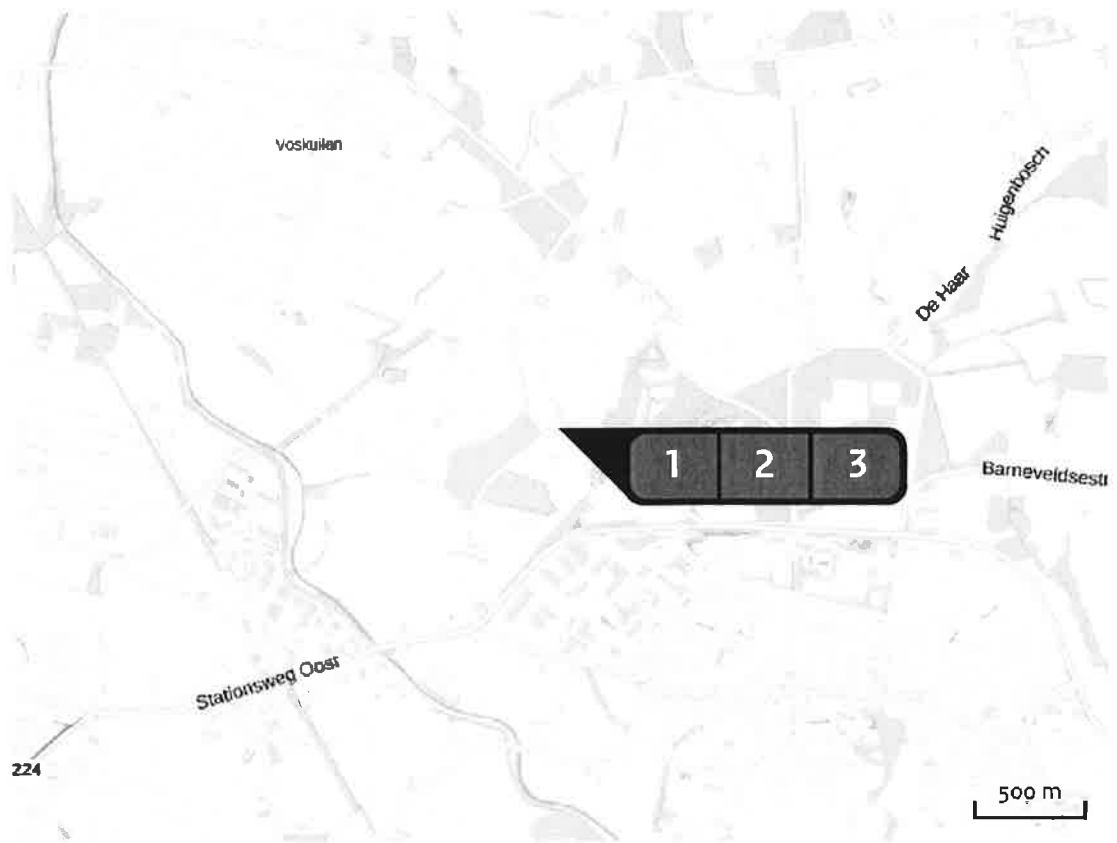 Voskuilen
Huigenbosch
De Haar
1 2 3
Barneveldsestr
Stationsweg Oost
224
500 m